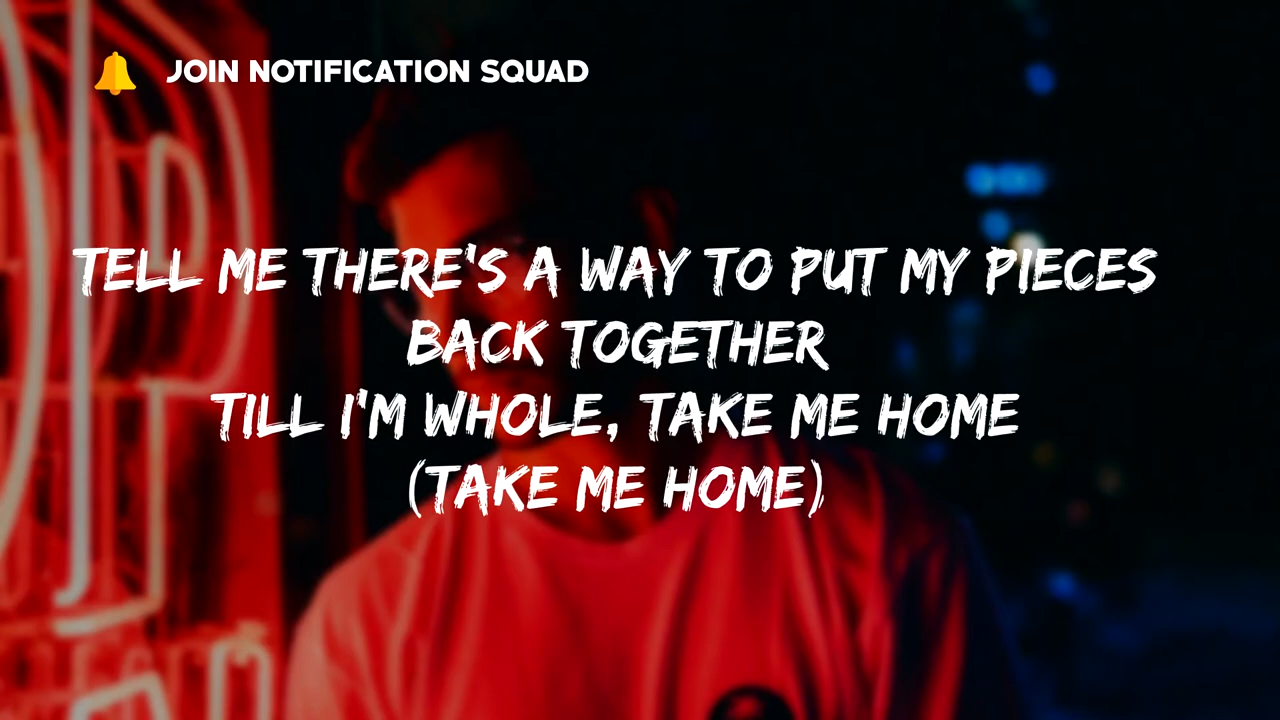 JOIN NOTIFICATION SQUAD
TELL ME THERE'S A WAY TO PUT MY PIECES
BACK TOGETHER
TILL I'M WHOLE, TAKE ME HOME
(TAKE ME HOME)